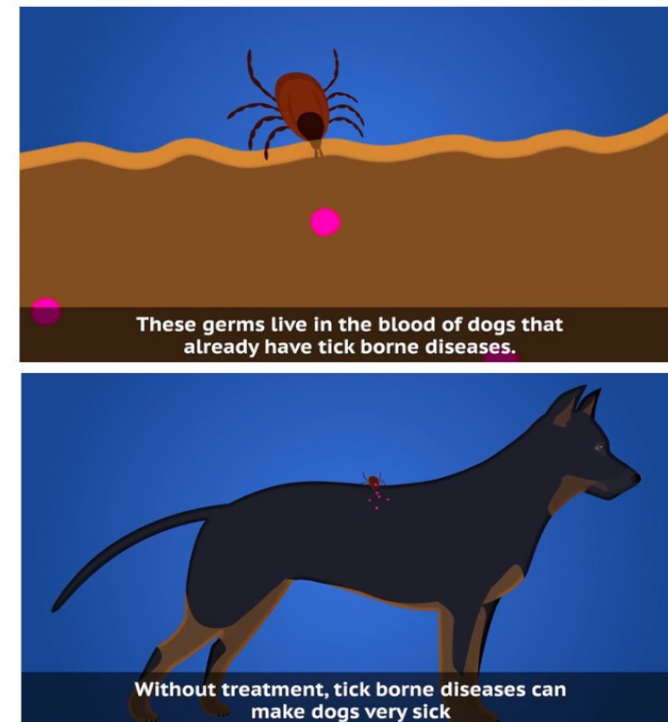 These germs live in the blood of dogs that
already have tick borne diseases.
Without treatment, tick borne diseases can
make dogs very sick